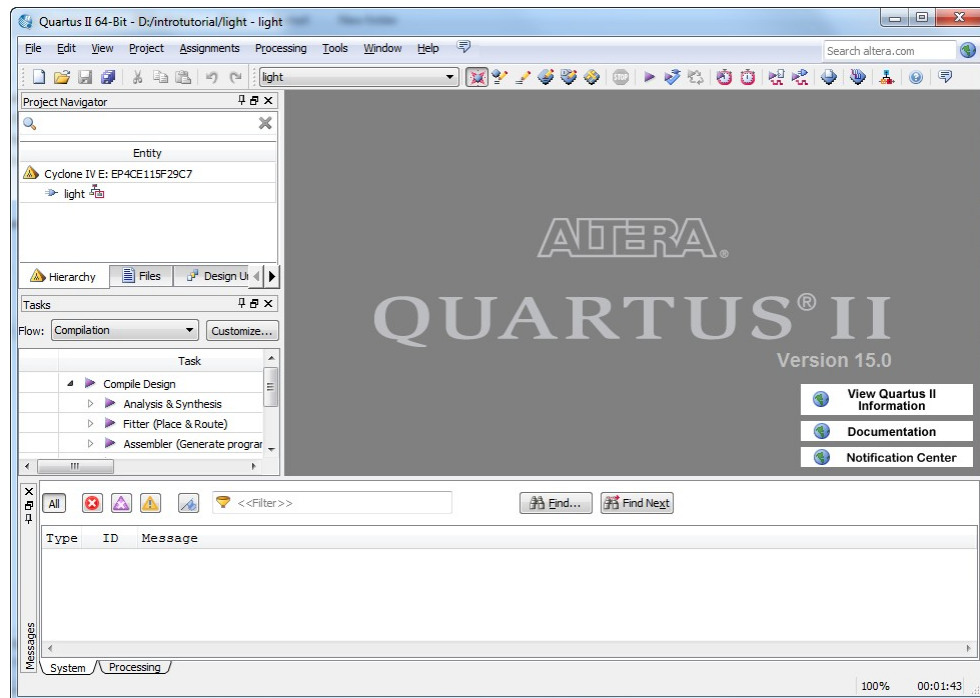 Quartus II 64-Bit - D:/introtutorial/light - light
File Edit View Project Assignments Processing Tools Window Help
Search altera.com
light
Project Navigator
Entity
Cyclone IV E: EP4CE115F29C7
light
Hierarchy Files Design Ui
Tasks
Flow: Compilation Customize...
Task
Compile Design
Analysis & Synthesis
Fitter (Place & Route)
Assembler (Generate program
ALTERA®
QUARTUS® II
Version 15.0
View Quartus II
Information
Documentation
Notification Center
All <<Filter>> Find... Find Next
Type ID Message
Messages
System Processing
100% 00:01:43